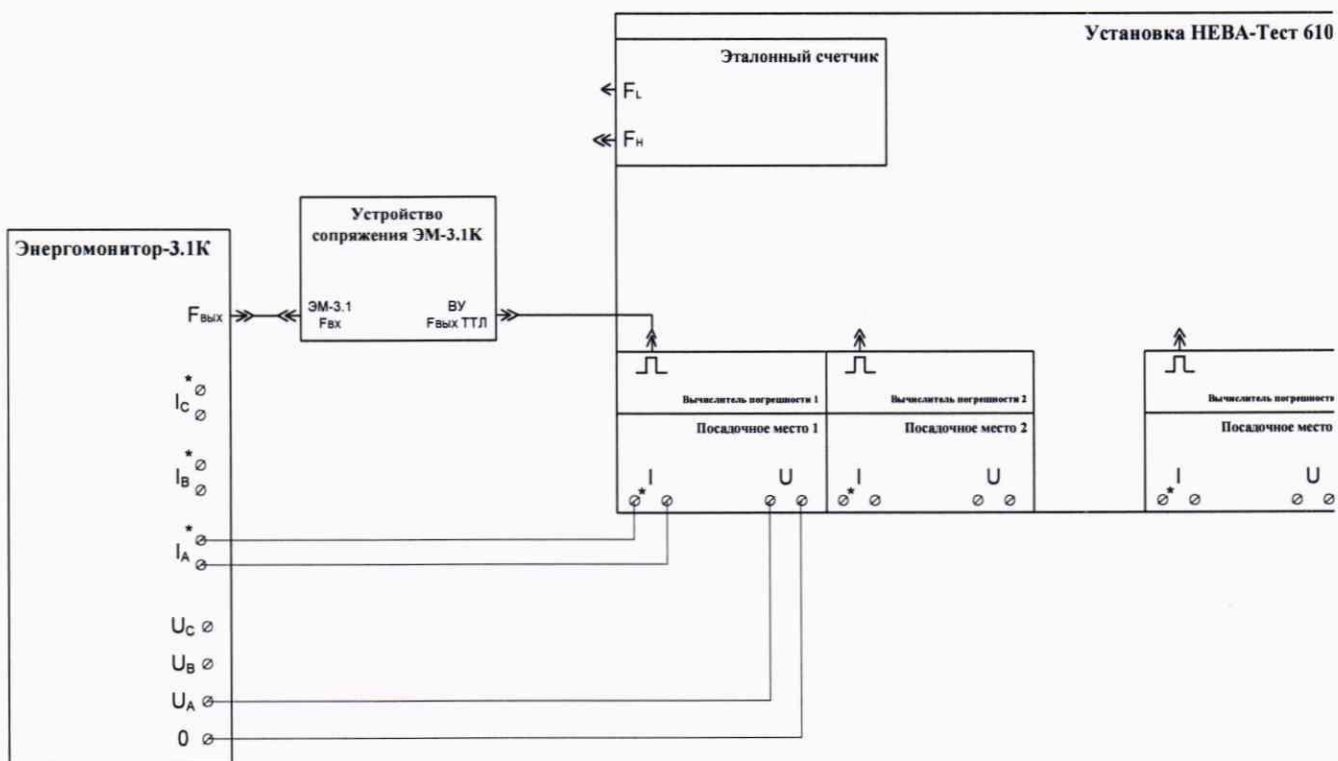 Установка НЕВА-Тест 610
Эталонный счетчик
FL
FH
Устройство
сопряжения ЭМ-3.1К
ЭМ-3.1
Fвх
ВУ
Fвых ТТЛ
Энергомонитор-3.1К
Fвых
*
IC
*
IB
*
IA
UC
UB
UA
0
Вычислитель погрешности 1
Посадочное место 1
* I U
Вычислитель погрешности 2
Посадочное место 2
* I U
Вычислитель погрешности
Посадочное место
* I U